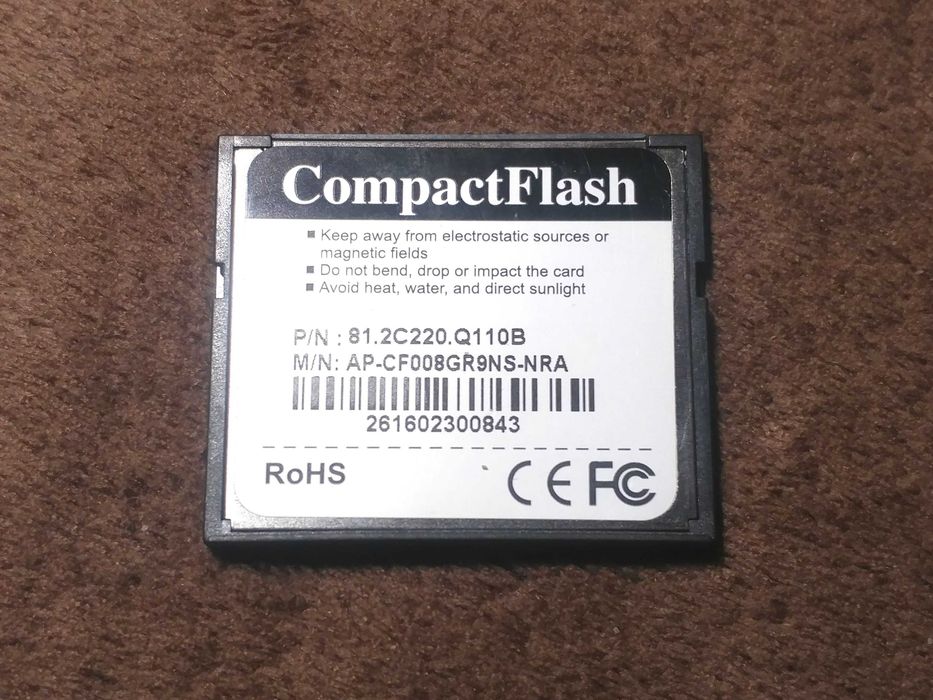 CompactFlash
■ Keep away from electrostatic sources or
magnetic fields
■ Do not bend, drop or impact the card
■ Avoid heat, water, and direct sunlight
P/N : 81.2C220.Q110B
M/N: AP-CF008GR9NS-NRA
261602300843
RoHS CE FC